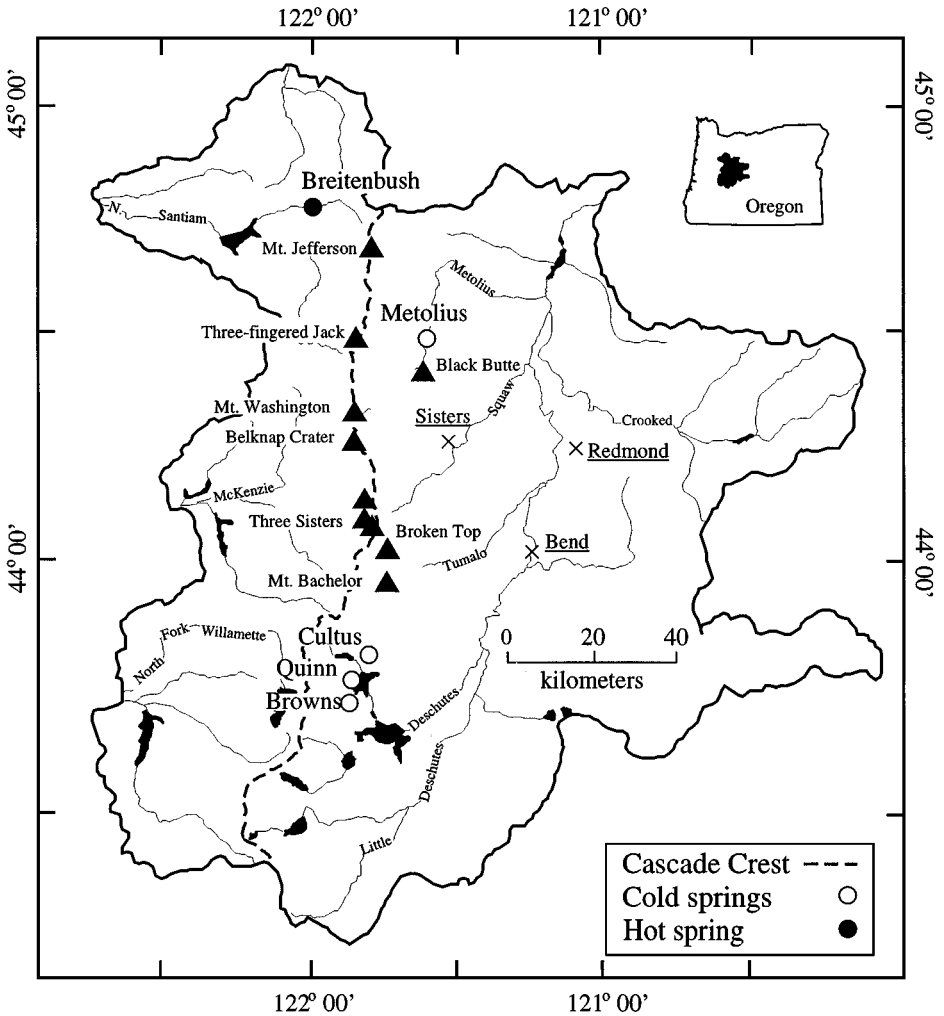 122° 00' 121° 00'
45° 00' 45° 00'
Breitenbush
N. Santiam
Oregon
Mt. Jefferson
Metolius
Metolius
Three-fingered Jack
Black Butte
Mt. Washington
Sisters
Squaw
Crooked
Belknap Crater
Redmond
McKenzie
Three Sisters
Broken Top
Bend
Tumalo
44° 00' 44° 00'
Mt. Bachelor
North Fork Willamette
Cultus
0 20 40
kilometers
Quinn
Browns
Deschutes
Little Deschutes
Cascade Crest
Cold springs
Hot spring
122° 00' 121° 00'